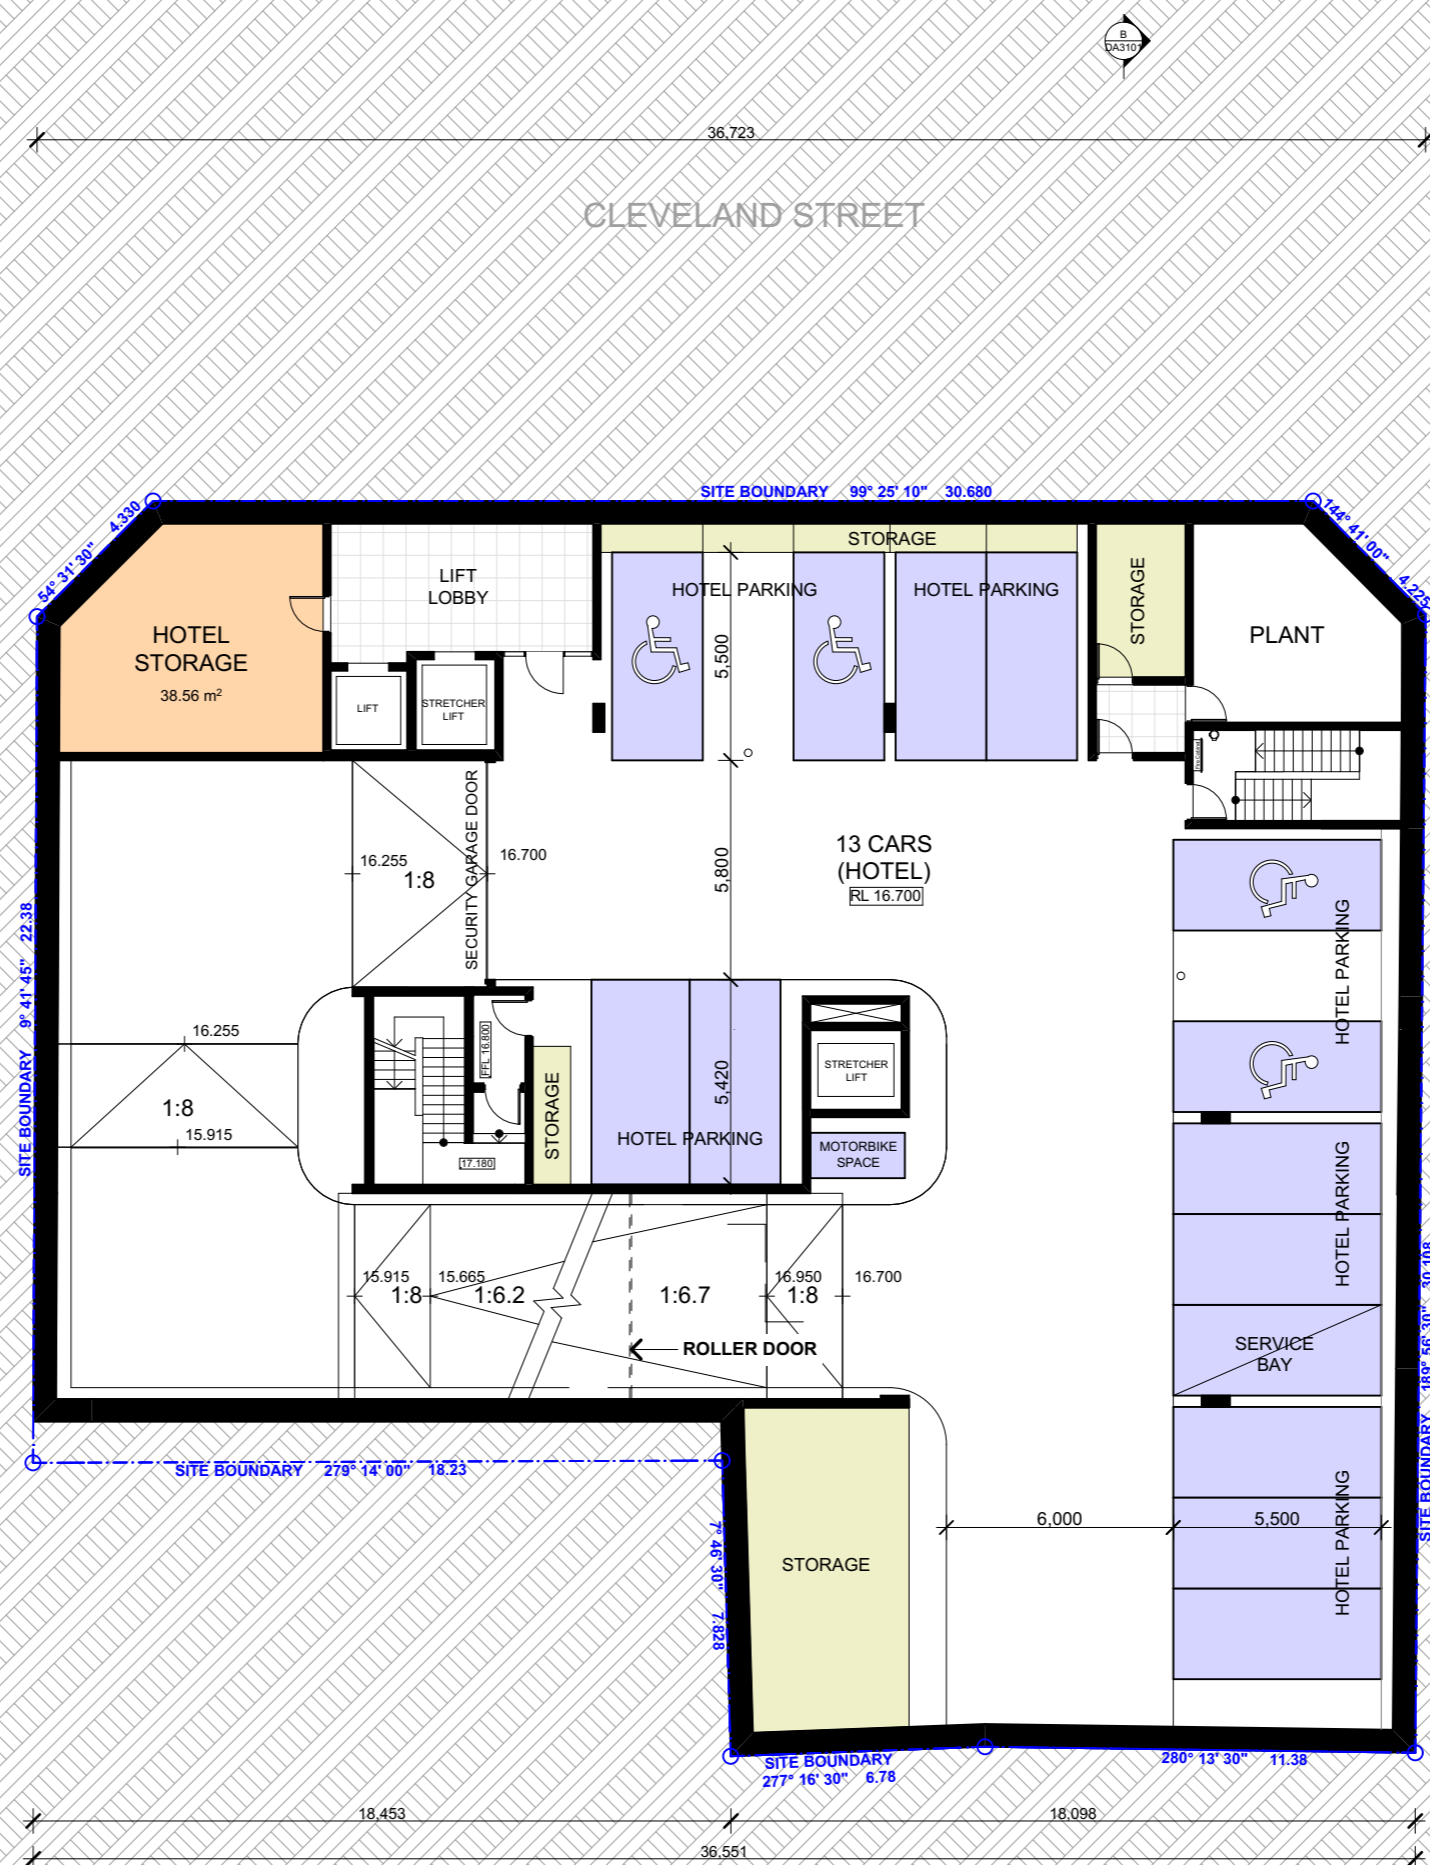 B
DA3101
36,723
CLEVELAND STREET
SITE BOUNDARY 99° 25' 10" 30.680
54° 31' 30" 4.330
144° 41' 00" 4.225
STORAGE
HOTEL PARKING
HOTEL PARKING
LIFT
LOBBY
HOTEL
STORAGE
38.56 m²
STORAGE
PLANT
5,500
LIFT
STRETCHER
LIFT
SECURITY GARAGE DOOR
16.255
1:8
16.700
5,800
13 CARS
(HOTEL)
RL 16.700
HOTEL PARKING
SITE BOUNDARY 9° 41' 45" 22.38
16.255
1:8
15.915
FFL 16.800
STORAGE
17.180
5,420
HOTEL PARKING
STRETCHER
LIFT
MOTORBIKE
SPACE
HOTEL PARKING
15.915
1:8
15.665
1:6.2
1:6.7
16.950
1:8
16.700
ROLLER DOOR
SERVICE
BAY
SITE BOUNDARY 189° 56' 30" 30.108
SITE BOUNDARY 279° 14' 00" 18.23
7° 46' 30" 7.828
STORAGE
6,000
5,500
HOTEL PARKING
SITE BOUNDARY
277° 16' 30" 6.78
280° 13' 30" 11.38
18,453
18,098
36,551